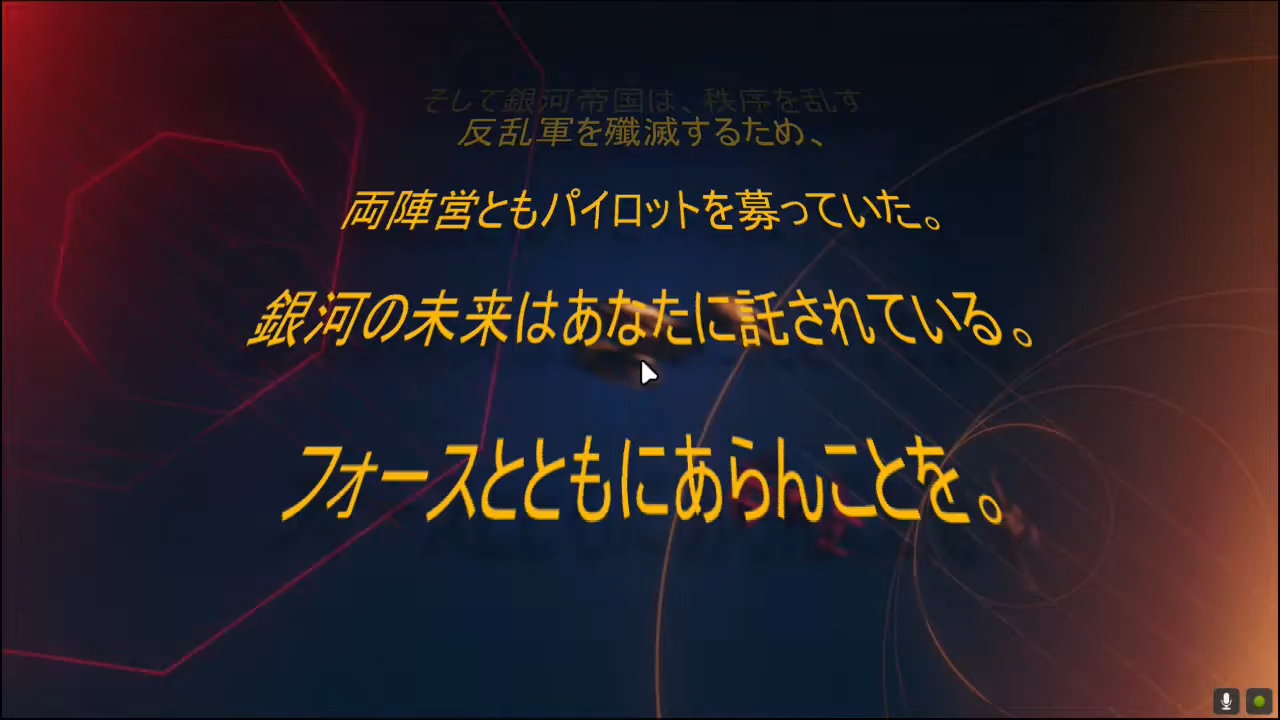 そして銀河帝国は、秩序を乱す
反乱軍を殲滅するため、
両陣営ともパイロットを募っていた。
銀河の未来はあなたに託されている。
フォースとともにあらんことを。